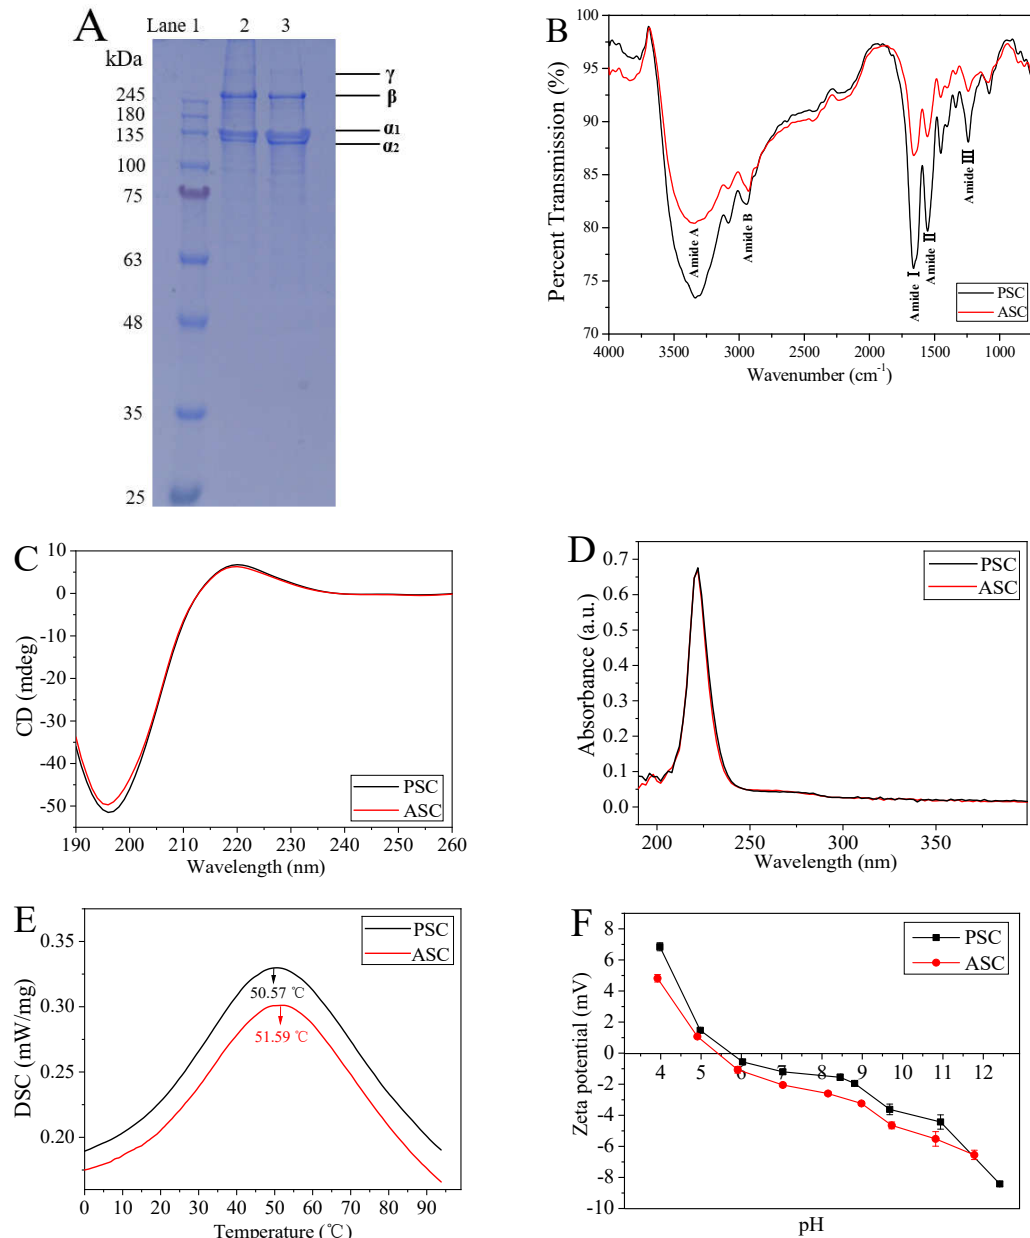 A
Lane 1 2 3
kDa
245
180
135
100
75
63
48
35
25
γ
β
α1
α2
B
Percent Transmission (%)
100
95
90
85
80
75
70
4000 3500 3000 2500 2000 1500 1000
Wavenumber (cm-1)
Amide A
Amide B
Amide Ⅰ
Amide Ⅱ
Amide Ⅲ
PSC
ASC
C
CD (mdeg)
10
0
-10
-20
-30
-40
-50
190 200 210 220 230 240 250 260
Wavelength (nm)
PSC
ASC
D
Absorbance (a.u.)
0.7
0.6
0.5
0.4
0.3
0.2
0.1
0.0
200 250 300 350
Wavelength (nm)
PSC
ASC
E
DSC (mW/mg)
0.35
0.30
0.25
0.20
0 10 20 30 40 50 60 70 80 90
Temperature (℃)
50.57 ℃
51.59 ℃
PSC
ASC
F
Zeta potential (mV)
8
6
4
2
0
-2
-4
-6
-8
-10
4 5 6 7 8 9 10 11 12
pH
PSC
ASC